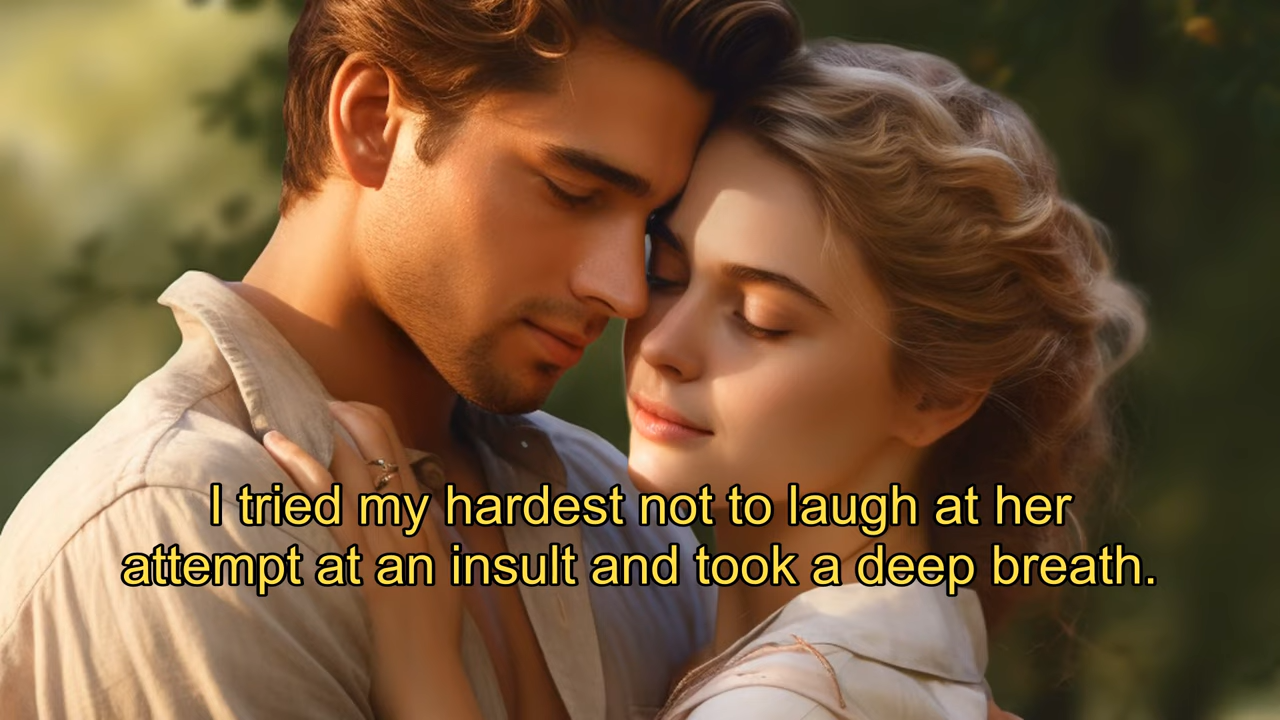 I tried my hardest not to laugh at her
attempt at an insult and took a deep breath.